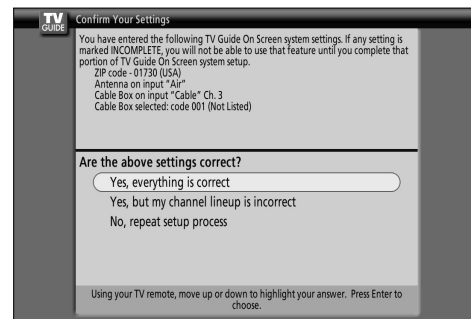 TV
GUIDE
Confirm Your Settings
You have entered the following TV Guide On Screen system settings. If any setting is
marked INCOMPLETE, you will not be able to use that feature until you complete that
portion of TV Guide On Screen system setup.
ZIP code - 01730 (USA)
Antenna on input "Air"
Cable Box on input "Cable" Ch. 3
Cable Box selected: code 001 (Not Listed)
Are the above settings correct?
Yes, everything is correct
Yes, but my channel lineup is incorrect
No, repeat setup process
Using your TV remote, move up or down to highlight your answer. Press Enter to
choose.